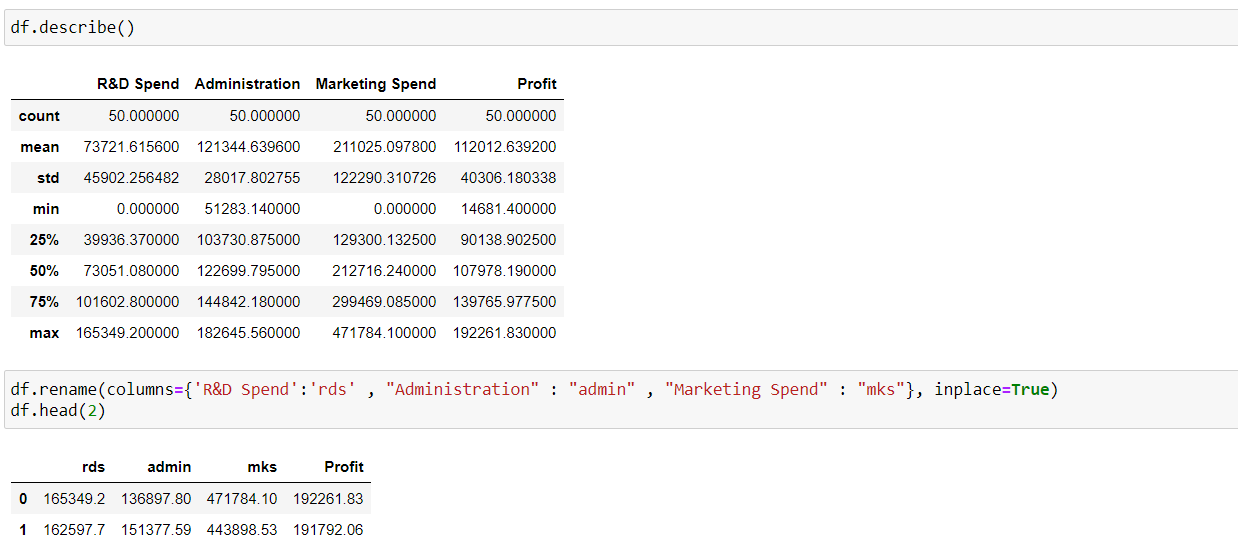 df.describe()
R&D Spend Administration Marketing Spend Profit
count 50.000000 50.000000 50.000000 50.000000
mean 73721.615600 121344.639600 211025.097800 112012.639200
std 45902.256482 28017.802755 122290.310726 40306.180338
min 0.000000 51283.140000 0.000000 14681.400000
25% 39936.370000 103730.875000 129300.132500 90138.902500
50% 73051.080000 122699.795000 212716.240000 107978.190000
75% 101602.800000 144842.180000 299469.085000 139765.977500
max 165349.200000 182645.560000 471784.100000 192261.830000
df.rename(columns={'R&D Spend':'rds' , "Administration" : "admin" , "Marketing Spend" : "mks"}, inplace=True)
df.head(2)
rds admin mks Profit
0 165349.2 136897.80 471784.10 192261.83
1 162597.7 151377.59 443898.53 191792.06